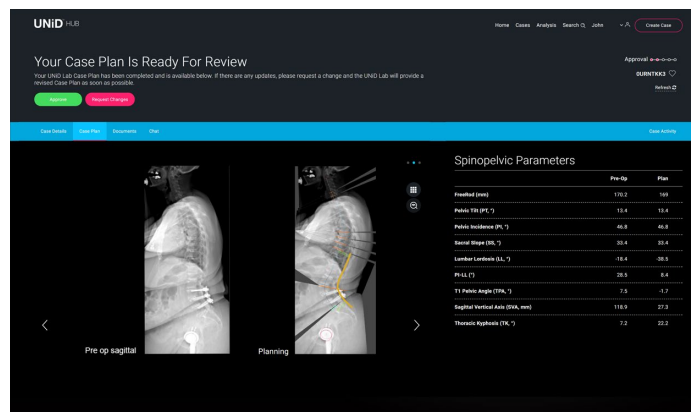 UNiD HUB
Home Cases Analysis Search John Create Case
Your Case Plan Is Ready For Review
Your UNiD Lab Case Plan has been completed and is available below. If there are any updates, please request a change and the UNiD Lab will provide a
revised Case Plan as soon as possible.
Approve Request Changes
Approval
0URNTKK3
Refresh
Case Details Case Plan Documents Chat Case Activity
Spinopelvic Parameters
Pre-Op Plan
FreeRod (mm) 170.2 169
Pelvic Tilt (PT, °) 13.4 13.4
Pelvic Incidence (PI, °) 46.8 46.8
Sacral Slope (SS, °) 33.4 33.4
Lumbar Lordosis (LL, °) -18.4 -38.5
PI-LL (°) 28.5 8.4
T1 Pelvic Angle (TPA, °) 7.5 -1.7
Sagittal Vertical Axis (SVA, mm) 118.9 27.3
Thoracic Kyphosis (TK, °) 7.2 22.2
Pre op sagittal
Planning